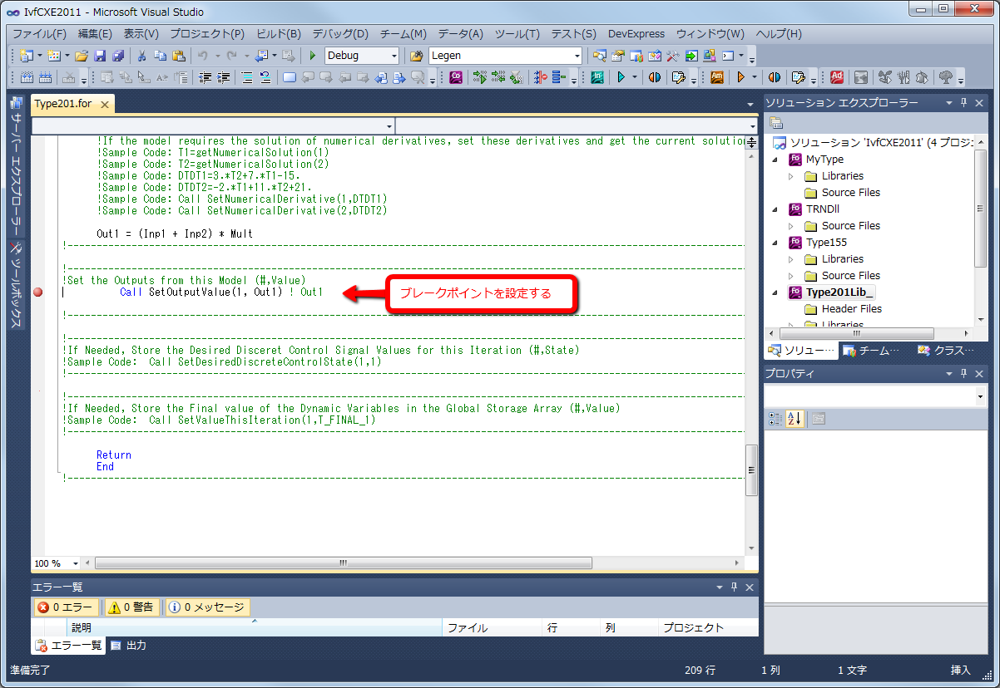 IvfCXE2011 - Microsoft Visual Studio
ファイル(F) 編集(E) 表示(V) プロジェクト(P) ビルド(B) デバッグ(D) チーム(M) データ(A) ツール(T) テスト(S) DevExpress ウィンドウ(W) ヘルプ(H)
Debug Legen
サーバー エクスプローラー
ツールボックス
Type201.for
!If the model requires the solution of numerical derivatives, set these derivatives and get the current solution
!Sample Code: T1=getNumericalSolution(1)
!Sample Code: T2=getNumericalSolution(2)
!Sample Code: DTDT1=3.*T2+7.*T1-15.
!Sample Code: DTDT2=-2.*T1+11.*T2+21.
!Sample Code: Call SetNumericalDerivative(1,DTDT1)
!Sample Code: Call SetNumericalDerivative(2,DTDT2)
Out1 = (Inp1 + Inp2) * Mult
!Set the Outputs from this Model (#,Value)
Call SetOutputValue(1, Out1) ! Out1
ブレークポイントを設定する
!If Needed, Store the Desired Disceret Control Signal Values for this Iteration (#,State)
!Sample Code:  Call SetDesiredDiscreteControlState(1,1)
!If Needed, Store the Final value of the Dynamic Variables in the Global Storage Array (#,Value)
!Sample Code:  Call SetValueThisIteration(1,T_FINAL_1)
Return
End
100 %
エラー一覧
0 エラー 0 警告 0 メッセージ
説明 ファイル 行 列 プロジェクト
エラー一覧 出力
ソリューション エクスプローラー
ソリューション 'IvfCXE2011' (4 プロジ
MyType
Libraries
Source Files
TRNDll
Source Files
Type155
Libraries
Source Files
Type201Lib_
Header Files
Libraries
ソリュー… チーム… クラス…
プロパティ
準備完了 209 行 1 列 1 文字 挿入